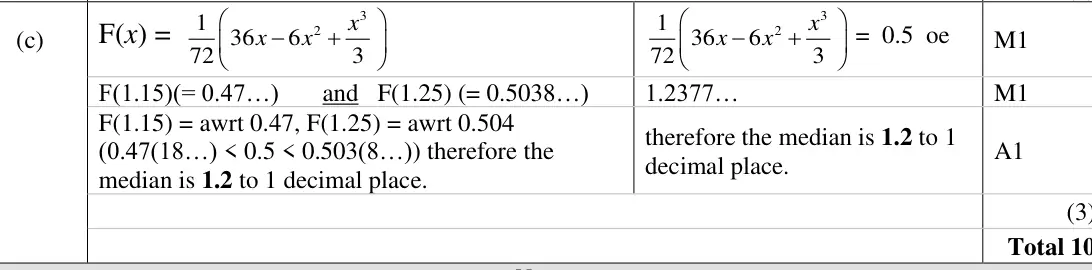 (c) F(x) = 1/72 (36x − 6x² + x³/3) 1/72 (36x − 6x² + x³/3) = 0.5 oe M1
F(1.15)(= 0.47…) and F(1.25) (= 0.5038…) 1.2377… M1
F(1.15) = awrt 0.47, F(1.25) = awrt 0.504
(0.47(18…) < 0.5 < 0.503(8…)) therefore the
median is 1.2 to 1 decimal place.
therefore the median is 1.2 to 1
decimal place.
A1
(3)
Total 10